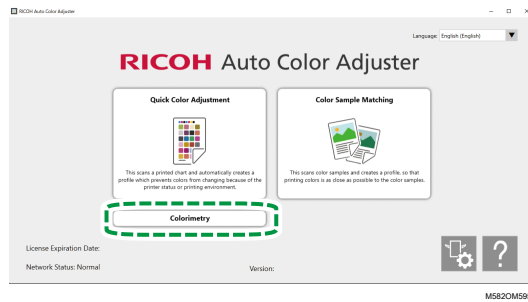 RICOH Auto Color Adjuster
Language: English (English)
RICOH Auto Color Adjuster
Quick Color Adjustment
This scans a printed chart and automatically creates a
profile which prevents colors from changing because of the
printer status or printing environment.
Color Sample Matching
This scans color samples and creates a profile, so that
printing colors is as close as possible to the color samples.
Colorimetry
License Expiration Date:
Network Status: Normal
Version:
?